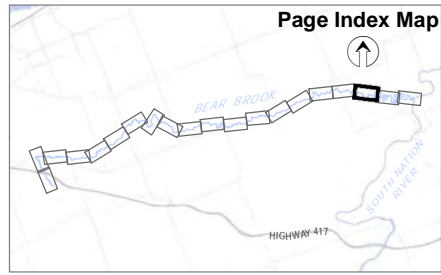 Page Index Map
BEAR BROOK
SOUTH NATION
RIVER
HIGHWAY 417